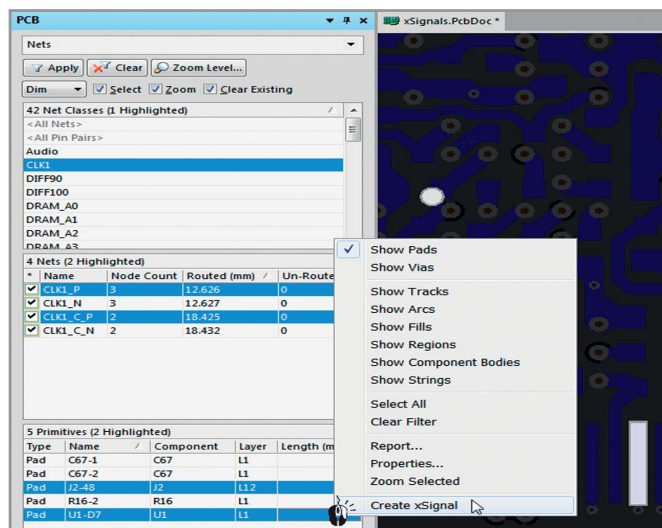 PCB
xSignals.PcbDoc *
Nets
Apply Clear Zoom Level...
Dim Select Zoom Clear Existing
42 Net Classes (1 Highlighted)
<All Nets>
<All Pin Pairs>
Audio
CLK1
DIFF90
DIFF100
DRAM_A0
DRAM_A1
DRAM_A2
DRAM_A3
4 Nets (2 Highlighted)
* Name Node Count Routed (mm) Un-Route
CLK1_P 3 12.626 0
CLK1_N 3 12.627 0
CLK1_C_P 2 18.425 0
CLK1_C_N 2 18.432 0
5 Primitives (2 Highlighted)
Type Name Component Layer Length (m
Pad C67-1 C67 L1
Pad C67-2 C67 L1
Pad J2-48 J2 L12
Pad R16-2 R16 L1
Pad U1-D7 U1 L1
Show Pads
Show Vias
Show Tracks
Show Arcs
Show Fills
Show Regions
Show Component Bodies
Show Strings
Select All
Clear Filter
Report...
Properties...
Zoom Selected
Create xSignal